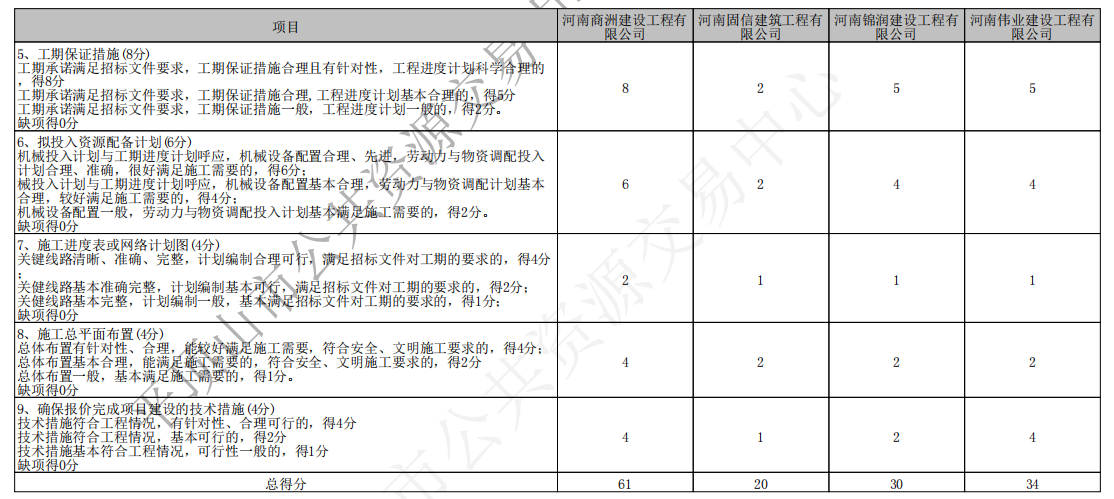 项目
河南商洲建设工程有
限公司
河南固信建筑工程有
限公司
河南锦润建设工程有
限公司
河南伟业建设工程有
限公司
5、工期保证措施(8分)
工期承诺满足招标文件要求，工期保证措施合理且有针对性，工程进度计划科学合理的
，得8分
工期承诺满足招标文件要求，工期保证措施合理,工程进度计划基本合理的，得5分
工期承诺满足招标文件要求，工期保证措施一般，工程进度计划一般的，得2分。
缺项得0分
8 2 5 5
6、拟投入资源配备计划(6分)
机械投入计划与工期进度计划呼应，机械设备配置合理、先进，劳动力与物资调配投入
计划合理、准确，很好满足施工需要的，得6分；
械投入计划与工期进度计划呼应，机械设备配置基本合理，劳动力与物资调配计划基本
合理，较好满足施工需要的，得4分；
机械设备配置一般，劳动力与物资调配投入计划基本满足施工需要的，得2分。
缺项得0分
6 2 4 4
7、施工进度表或网络计划图(4分)
关键线路清晰、准确、完整，计划编制合理可行，满足招标文件对工期的要求的，得4分
；
关健线路基本准确完整，计划编制基本可行，满足招标文件对工期的要求的，得2分；
关健线路基本完整，计划编制一般，基本满足招标文件对工期的要求的，得1分；
缺项得0分
2 1 1 1
8、施工总平面布置(4分)
总体布置有针对性、合理，能较好满足施工需要，符合安全、文明施工要求的，得4分；
总体布置基本合理，能满足施工需要的，符合安全、文明施工要求的，得2分
总体布置一般，基本满足施工需要的，得1分。
缺项得0分
4 2 2 2
9、确保报价完成项目建设的技术措施(4分)
技术措施符合工程情况，有针对性、合理可行的，得4分
技术措施符合工程情况，基本可行的，得2分
技术措施基本符合工程情况，可行性一般的，得1分
缺项得0分
4 1 2 4
总得分 61 20 30 34
平顶山市公共资源交易中
市公共资源交易中心